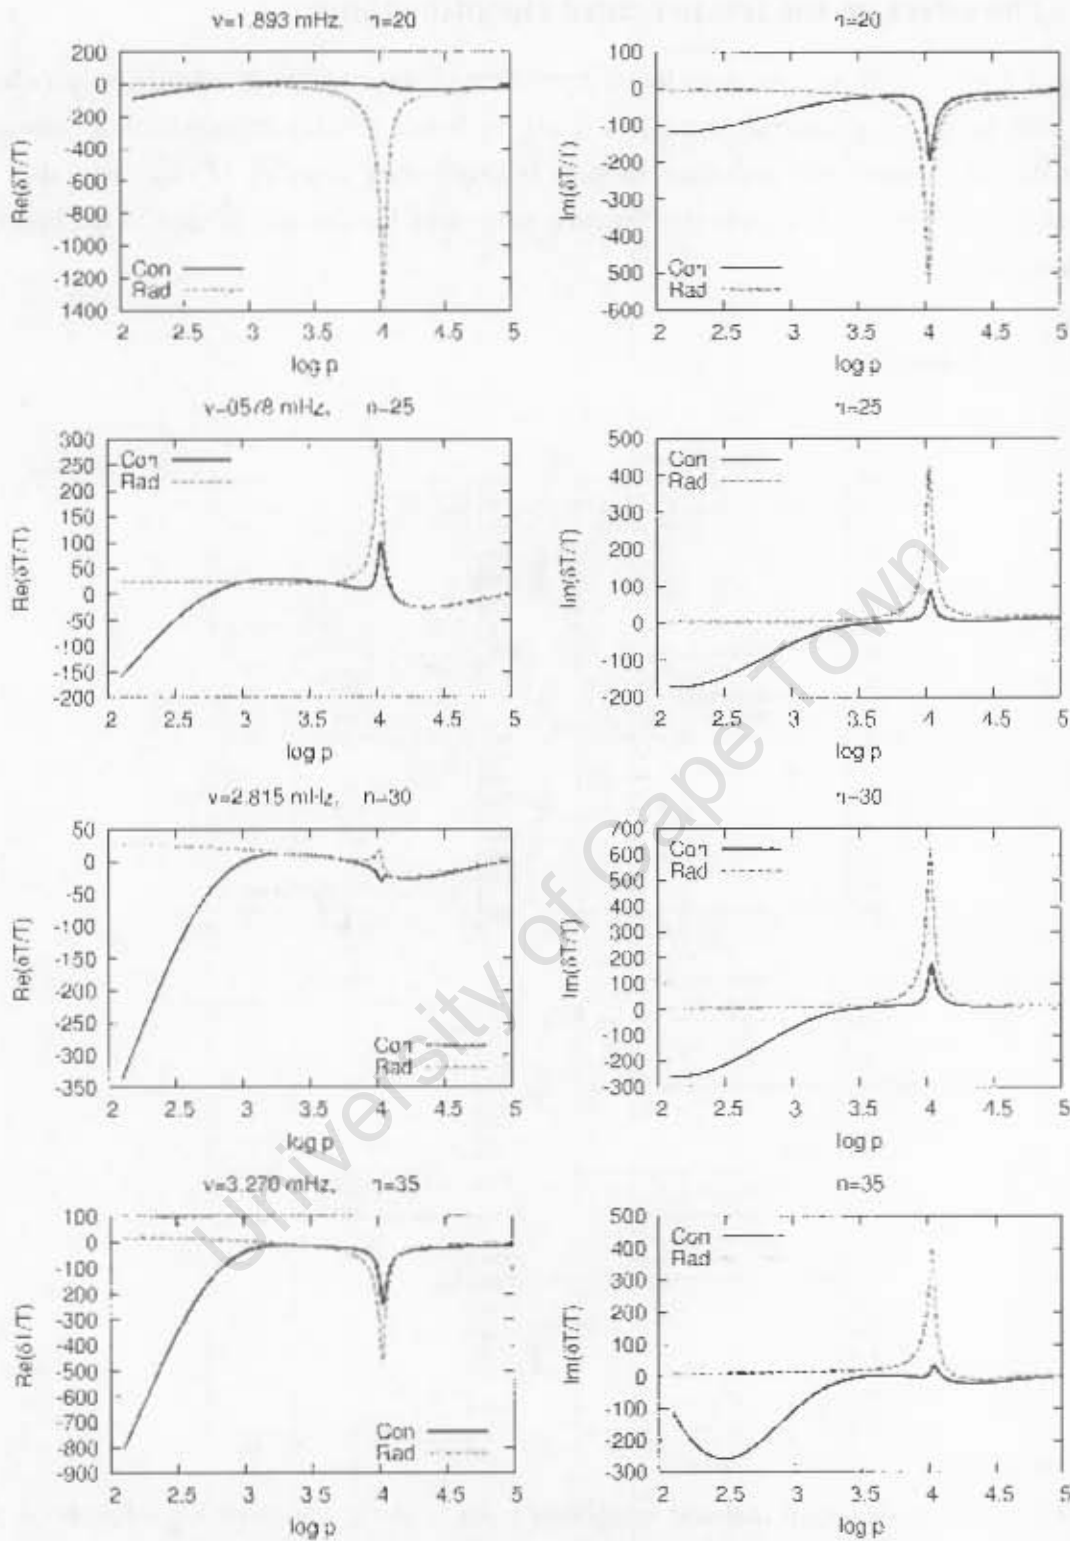 ν=1.893 mHz, n=20
n=20
200
0
-200
-400
-600
-800
-1000
-1200
1400
Re(δT/T)
Con
Rad
2 2.5 3 3.5 4 4.5 5
log p
100
0
-100
-200
-300
-400
-500
-600
Im(δT/T)
Con
Rad
2 2.5 3 3.5 4 4.5 5
log p
ν=0578 mHz, n=25
n=25
300
250
200
150
100
50
0
-50
-100
-150
-200
Re(δT/T)
Con
Rad
2 2.5 3 3.5 4 4.5 5
log p
500
400
300
200
100
0
-100
-200
Im(δT/T)
Con
Rad
2 2.5 3 3.5 4 4.5 5
log p
ν=2.815 mHz, n=30
n=30
50
0
-50
-100
-150
-200
-250
-300
-350
Re(δT/T)
Con
Rad
2 2.5 3 3.5 4 4.5 5
log p
700
600
500
400
300
200
100
0
-100
-200
-300
Im(δT/T)
Con
Rad
2 2.5 3 3.5 4 4.5 5
log p
ν=3.270 mHz, n=35
n=35
100
0
-100
-200
-300
-400
-500
-600
-700
-800
-900
Re(δT/T)
Con
Rad
2 2.5 3 3.5 4 4.5 5
log p
500
400
300
200
100
0
-100
-200
-300
Im(δT/T)
Con
Rad
2 2.5 3 3.5 4 4.5 5
log p
University of Cape Town